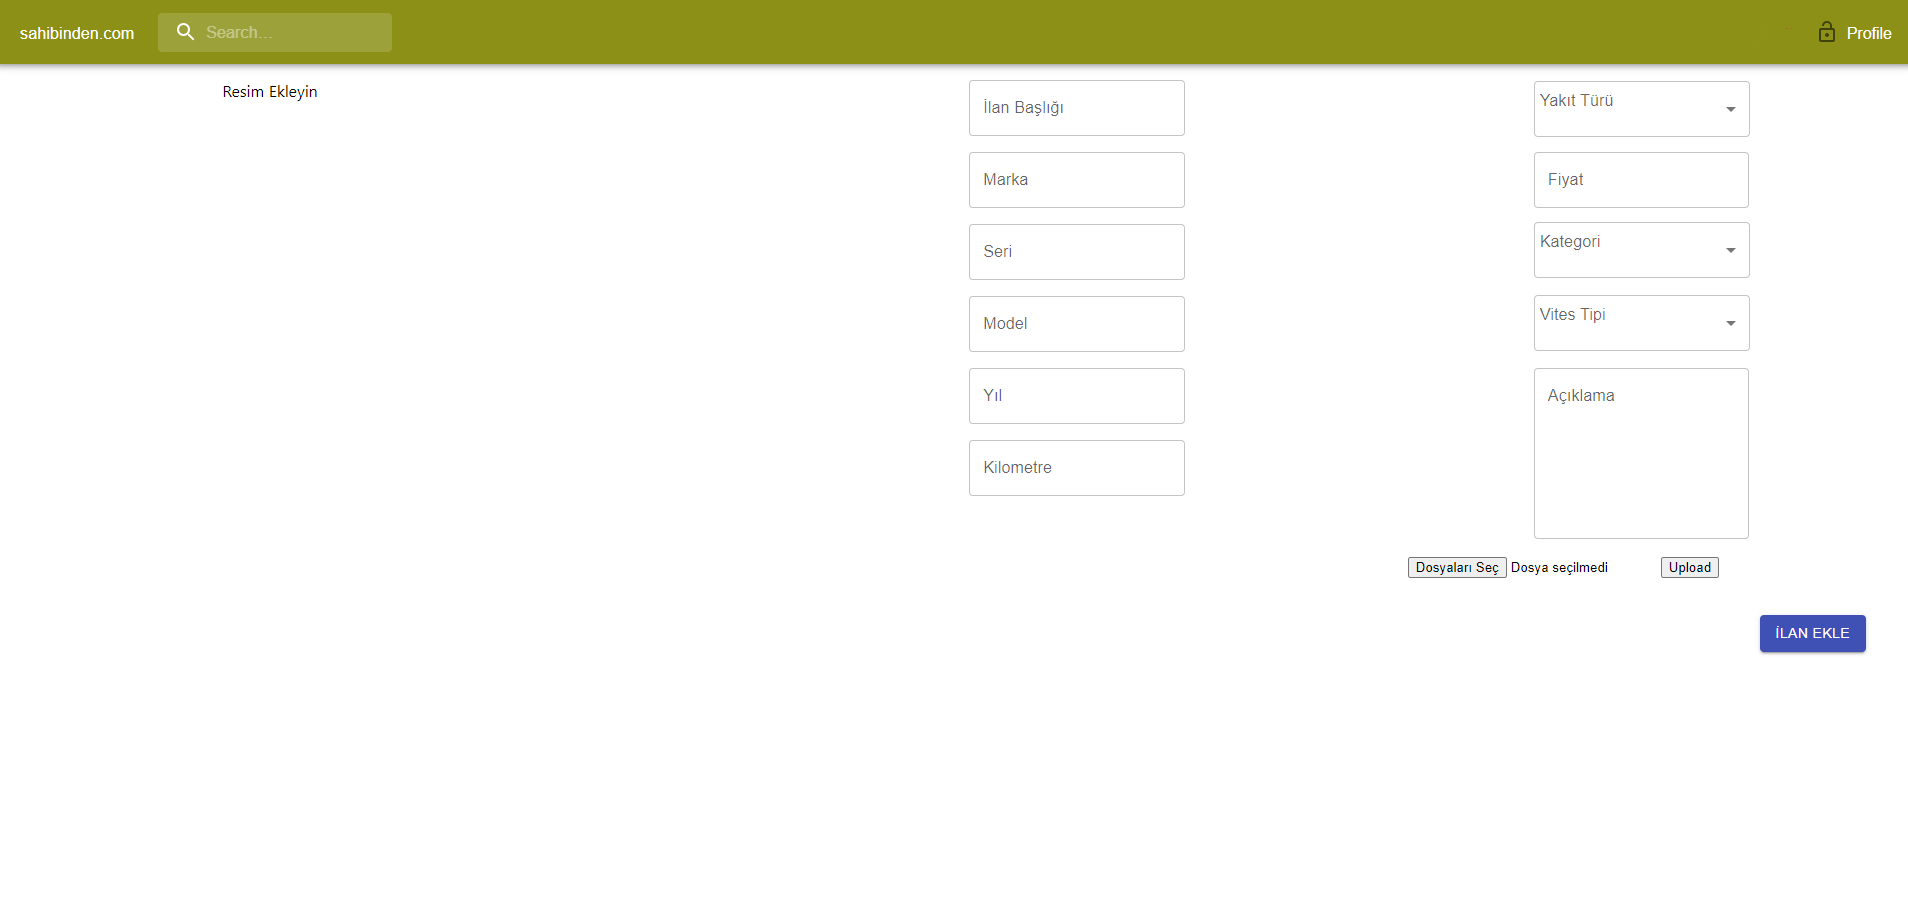 sahibinden.com
Search...
Profile
Resim Ekleyin
İlan Başlığı
Marka
Seri
Model
Yıl
Kilometre
Yakıt Türü
Fiyat
Kategori
Vites Tipi
Açıklama
Dosyaları Seç Dosya seçilmedi
Upload
İLAN EKLE